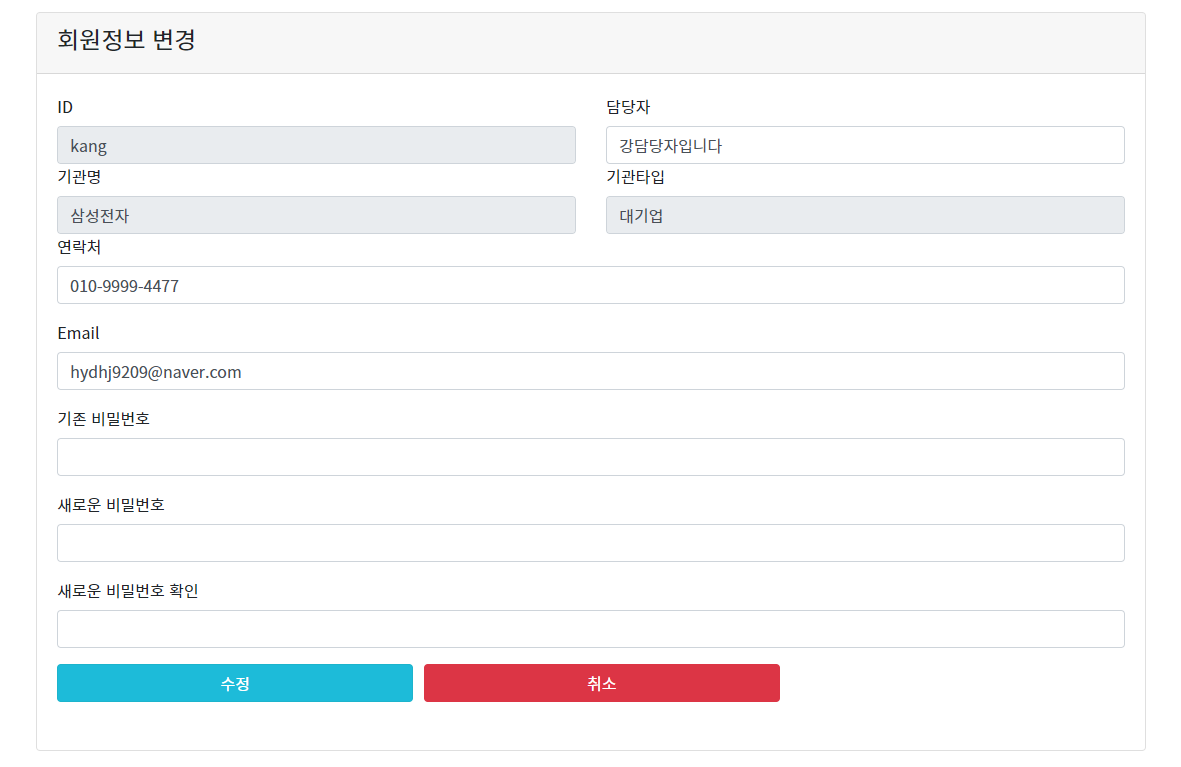 회원정보 변경
ID
담당자
kang
강담당자입니다
기관명
기관타입
삼성전자
대기업
연락처
010-9999-4477
Email
hydhj9209@naver.com
기존 비밀번호
새로운 비밀번호
새로운 비밀번호 확인
수정
취소